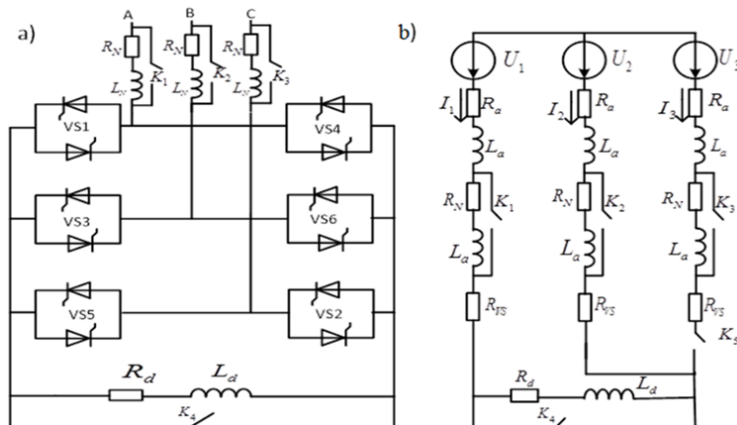 a)
A B C
R_N R_N R_N
K_1 K_2 K_3
L_N L_N L_N
VS1 VS4
VS3 VS6
VS5 VS2
R_d L_d
K_4
b)
U_1 U_2 U_3
I_1 R_a I_2 R_a I_3 R_a
L_a L_a L_a
R_N K_1 R_N K_2 R_N K_3
L_a L_a L_a
R_VS R_VS R_VS
K_5
R_d L_d
K_4